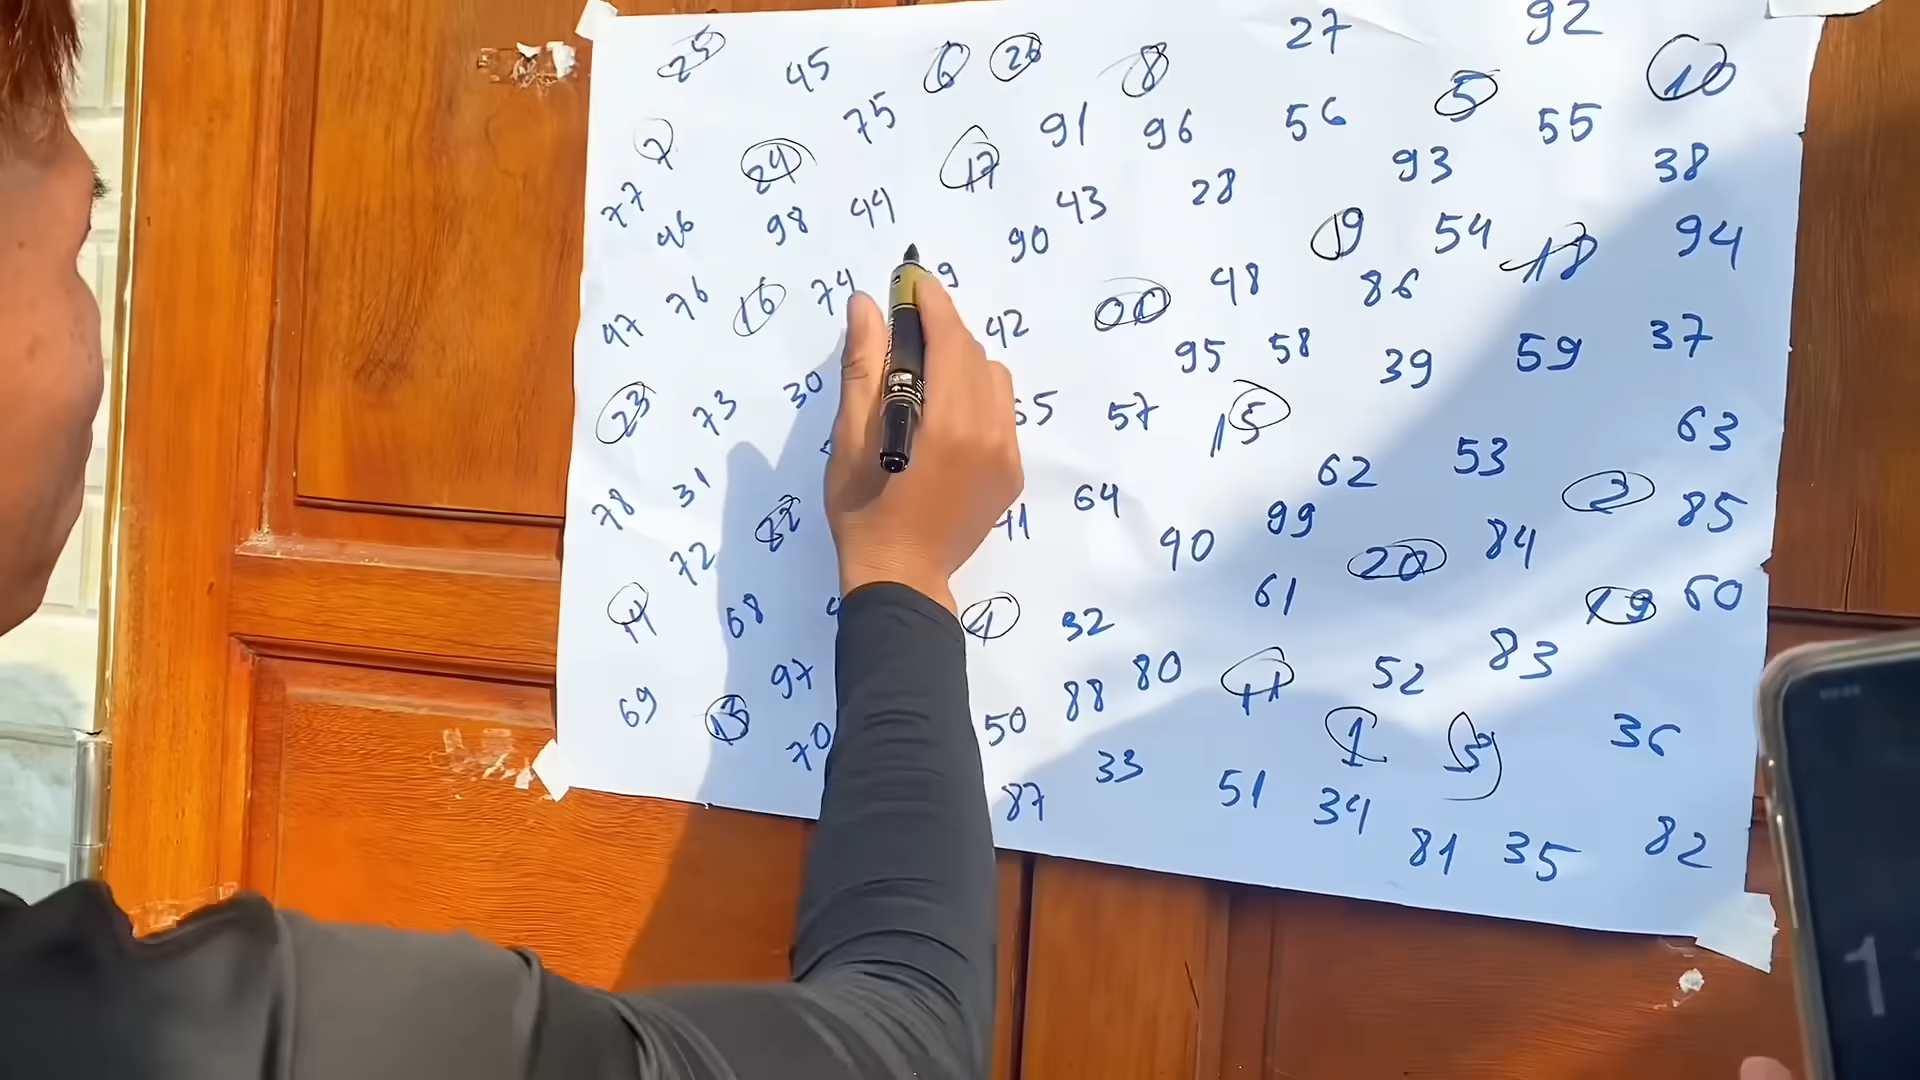 25 45 6 26 8 27 92
7 24 75 17 91 96 56 5 55 10
77 46 98 44 43 28 93 38
76 16 74 90 48 19 54 18 94
47 42 00 95 58 86 59 37
23 73 30 57 15 39 63
78 31 22 64 62 53 2 85
72 41 90 99 20 84
14 68 4 32 61 19 60
69 13 97 88 80 11 52 83
70 50 33 1 3 36
87 51 34 81 35 82
1